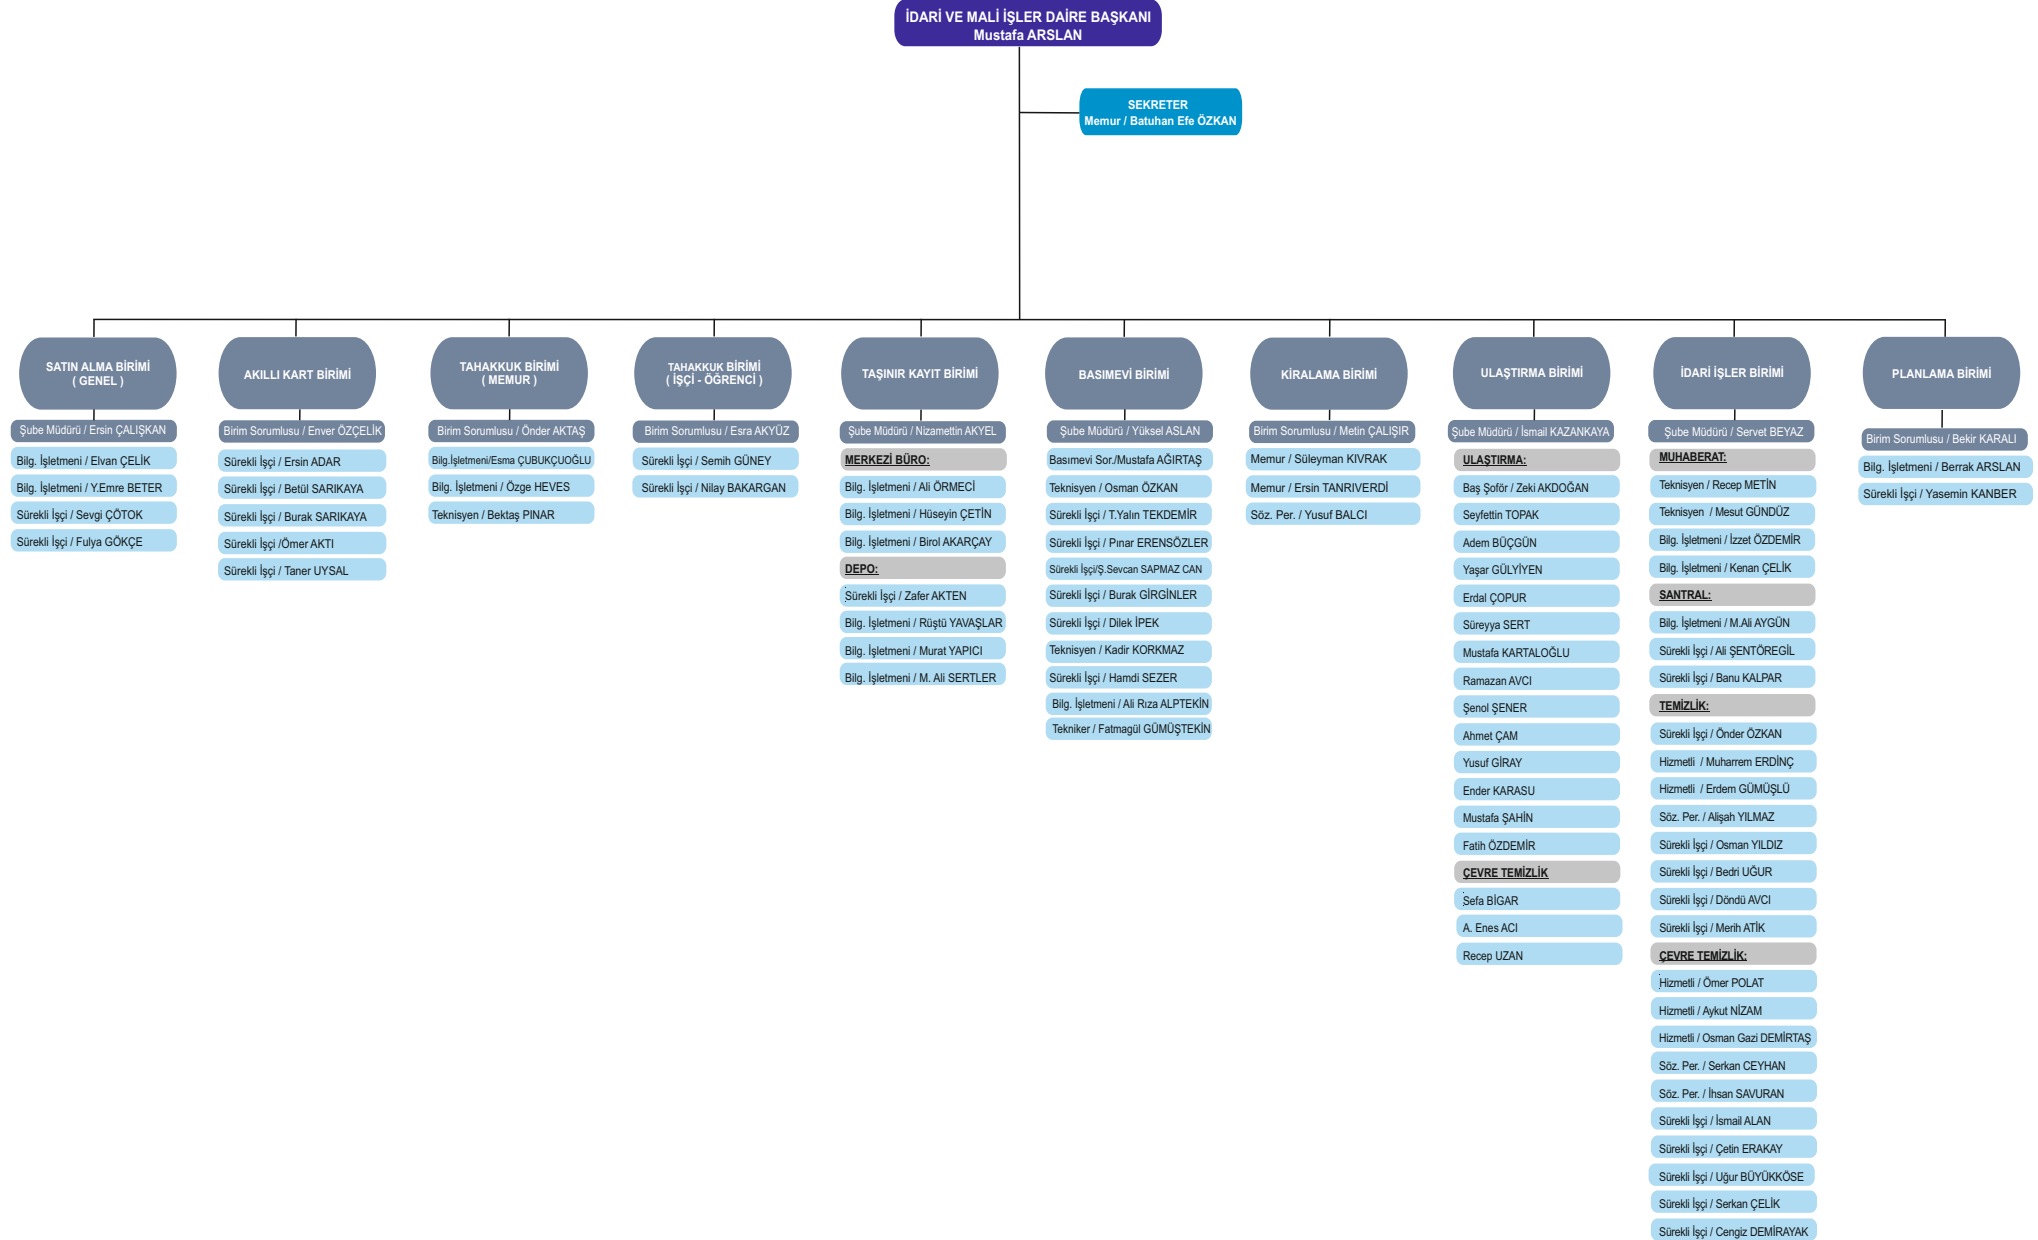 İDARİ VE MALİ İŞLER DAİRE BAŞKANI
Mustafa ARSLAN
SEKRETER
Memur / Batuhan Efe ÖZKAN
SATIN ALMA BİRİMİ
( GENEL )
Şube Müdürü / Ersin ÇALIŞKAN
Bilg. İşletmeni / Elvan ÇELİK
Bilg. İşletmeni / Y.Emre BETER
Sürekli İşçi / Sevgi ÇÖTOK
Sürekli İşçi / Fulya GÖKÇE
AKILLI KART BİRİMİ
Birim Sorumlusu / Enver ÖZÇELİK
Sürekli İşçi / Ersin ADAR
Sürekli İşçi / Betül SARIKAYA
Sürekli İşçi / Burak SARIKAYA
Sürekli İşçi /Ömer AKTI
Sürekli İşçi / Taner UYSAL
TAHAKKUK BİRİMİ
( MEMUR )
Birim Sorumlusu / Önder AKTAŞ
Bilg.İşletmeni/Esma ÇUBUKÇUOĞLU
Bilg. İşletmeni / Özge HEVES
Teknisyen / Bektaş PINAR
TAHAKKUK BİRİMİ
( İŞÇİ - ÖĞRENCİ )
Birim Sorumlusu / Esra AKYÜZ
Sürekli İşçi / Semih GÜNEY
Sürekli İşçi / Nilay BAKARGAN
TAŞINIR KAYIT BİRİMİ
Şube Müdürü / Nizamettin AKYEL
MERKEZİ BÜRO:
Bilg. İşletmeni / Ali ÖRMECİ
Bilg. İşletmeni / Hüseyin ÇETİN
Bilg. İşletmeni / Birol AKARÇAY
DEPO:
Sürekli İşçi / Zafer AKTEN
Bilg. İşletmeni / Rüştü YAVAŞLAR
Bilg. İşletmeni / Murat YAPICI
Bilg. İşletmeni / M. Ali SERTLER
BASIMEVİ BİRİMİ
Şube Müdürü / Yüksel ASLAN
Basımevi Sor./Mustafa AĞIRTAŞ
Teknisyen / Osman ÖZKAN
Sürekli İşçi / T.Yalın TEKDEMİR
Sürekli İşçi / Pınar ERENSÖZLER
Sürekli İşçi/Ş.Sevcan SAPMAZ CAN
Sürekli İşçi / Burak GİRGİNLER
Sürekli İşçi / Dilek İPEK
Teknisyen / Kadir KORKMAZ
Sürekli İşçi / Hamdi SEZER
Bilg. İşletmeni / Ali Rıza ALPTEKİN
Tekniker / Fatmagül GÜMÜŞTEKİN
KİRALAMA BİRİMİ
Birim Sorumlusu / Metin ÇALIŞIR
Memur / Süleyman KIVRAK
Memur / Ersin TANRIVERDİ
Söz. Per. / Yusuf BALCI
ULAŞTIRMA BİRİMİ
Şube Müdürü / İsmail KAZANKAYA
ULAŞTIRMA:
Baş Şoför / Zeki AKDOĞAN
Seyfettin TOPAK
Adem BÜÇGÜN
Yaşar GÜLYİYEN
Erdal ÇOPUR
Süreyya SERT
Mustafa KARTALOĞLU
Ramazan AVCI
Şenol ŞENER
Ahmet ÇAM
Yusuf GİRAY
Ender KARASU
Mustafa ŞAHİN
Fatih ÖZDEMİR
ÇEVRE TEMİZLİK
Sefa BİGAR
A. Enes ACI
Recep UZAN
İDARİ İŞLER BİRİMİ
Şube Müdürü / Servet BEYAZ
MUHABERAT:
Teknisyen / Recep METİN
Teknisyen / Mesut GÜNDÜZ
Bilg. İşletmeni / İzzet ÖZDEMİR
Bilg. İşletmeni / Kenan ÇELİK
SANTRAL:
Bilg. İşletmeni / M.Ali AYGÜN
Sürekli İşçi / Ali ŞENTÖREGİL
Sürekli İşçi / Banu KALPAR
TEMİZLİK:
Sürekli İşçi / Önder ÖZKAN
Hizmetli / Muharrem ERDİNÇ
Hizmetli / Erdem GÜMÜŞLÜ
Söz. Per. / Alişah YILMAZ
Sürekli İşçi / Osman YILDIZ
Sürekli İşçi / Bedri UĞUR
Sürekli İşçi / Döndü AVCI
Sürekli İşçi / Merih ATİK
ÇEVRE TEMİZLİK:
Hizmetli / Ömer POLAT
Hizmetli / Aykut NİZAM
Hizmetli / Osman Gazi DEMİRTAŞ
Söz. Per. / Serkan CEYHAN
Söz. Per. / İhsan SAVURAN
Sürekli İşçi / İsmail ALAN
Sürekli İşçi / Çetin ERAKAY
Sürekli İşçi / Uğur BÜYÜKKÖSE
Sürekli İşçi / Serkan ÇELİK
Sürekli İşçi / Cengiz DEMİRAYAK
PLANLAMA BİRİMİ
Birim Sorumlusu / Bekir KARALI
Bilg. İşletmeni / Berrak ARSLAN
Sürekli İşçi / Yasemin KANBER